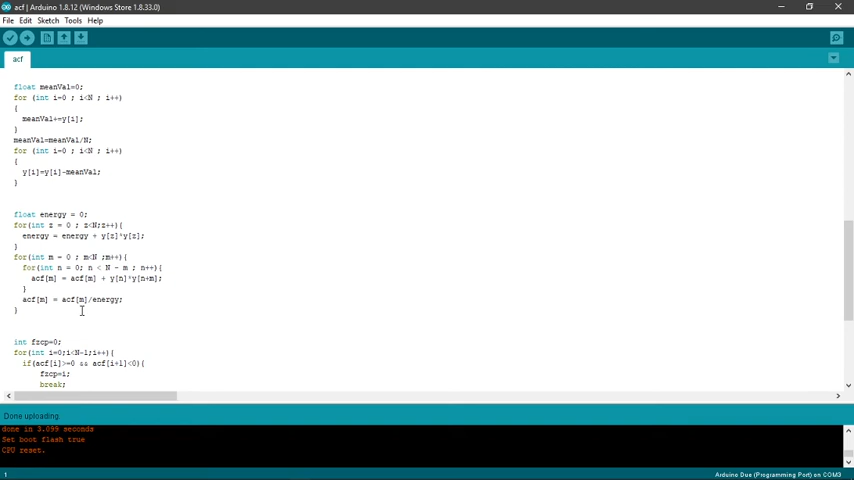 acf | Arduino 1.8.12 (Windows Store 1.8.33.0)
File Edit Sketch Tools Help
acf
float meanVal=0;
for (int i=0 ; i<N ; i++)
{
meanVal+=y[i];
}
meanVal=meanVal/N;
for (int i=0 ; i<N ; i++)
{
y[i]=y[i]-meanVal;
}
float energy = 0;
for(int z = 0 ; z<N;z++){
energy = energy + y[z]*y[z];
}
for(int m = 0 ; m<N ;m++){
for(int n = 0; n < N - m ; n++){
acf[m] = acf[m] + y[n]*y[n+m];
}
acf[m] = acf[m]/energy;
}
int fzcp=0;
for(int i=0;i<N-1;i++){
if(acf[i]>=0 && acf[i+1]<0){
fzcp=i;
break;
Done uploading.
done in 3.099 seconds
Set boot flash true
CPU reset.
1
Arduino Due (Programming Port) on COM3